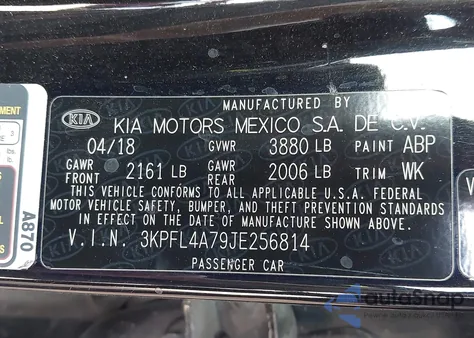 MANUFACTURED BY
KIA KIA MOTORS MEXICO S.A. DE C.V.
04/18 GVWR 3880 LB PAINT ABP
GAWR FRONT 2161 LB GAWR REAR 2006 LB TRIM WK
THIS VEHICLE CONFORMS TO ALL APPLICABLE U.S.A. FEDERAL
MOTOR VEHICLE SAFETY, BUMPER, AND THEFT PREVENTION STANDARDS
IN EFFECT ON THE DATE OF MANUFACTURE SHOWN ABOVE.
V.I.N. 3KPFL4A79JE256814
PASSENGER CAR
A870
autoSnap